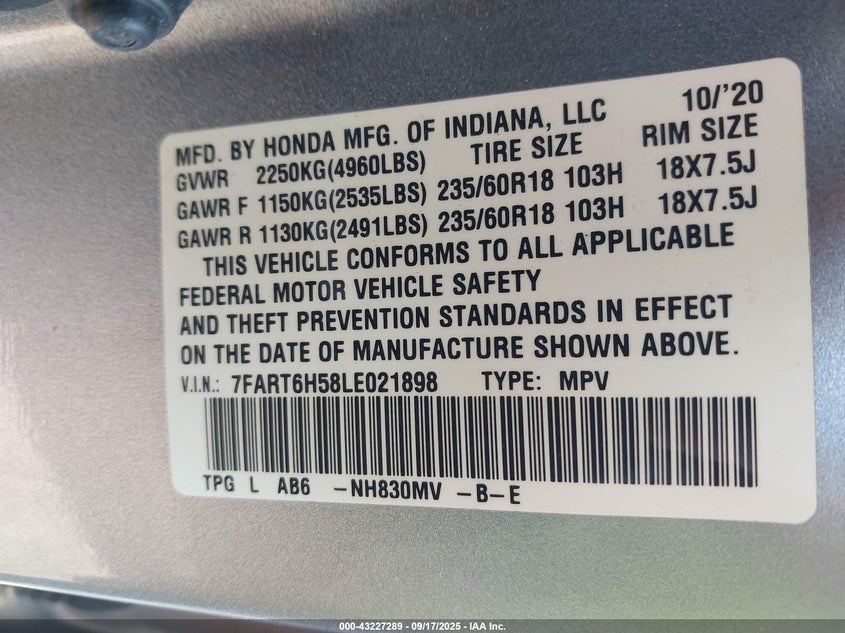 MFD. BY HONDA MFG. OF INDIANA, LLC 10/'20
GVWR 2250KG(4960LBS) TIRE SIZE RIM SIZE
GAWR F 1150KG(2535LBS) 235/60R18 103H 18X7.5J
GAWR R 1130KG(2491LBS) 235/60R18 103H 18X7.5J
THIS VEHICLE CONFORMS TO ALL APPLICABLE
FEDERAL MOTOR VEHICLE SAFETY
AND THEFT PREVENTION STANDARDS IN EFFECT
ON THE DATE OF MANUFACTURE SHOWN ABOVE.
V.I.N.: 7FART6H58LE021898 TYPE: MPV
TPG L AB6 -NH830MV -B-E
000-43227289 - 09/17/2025 - IAA Inc.